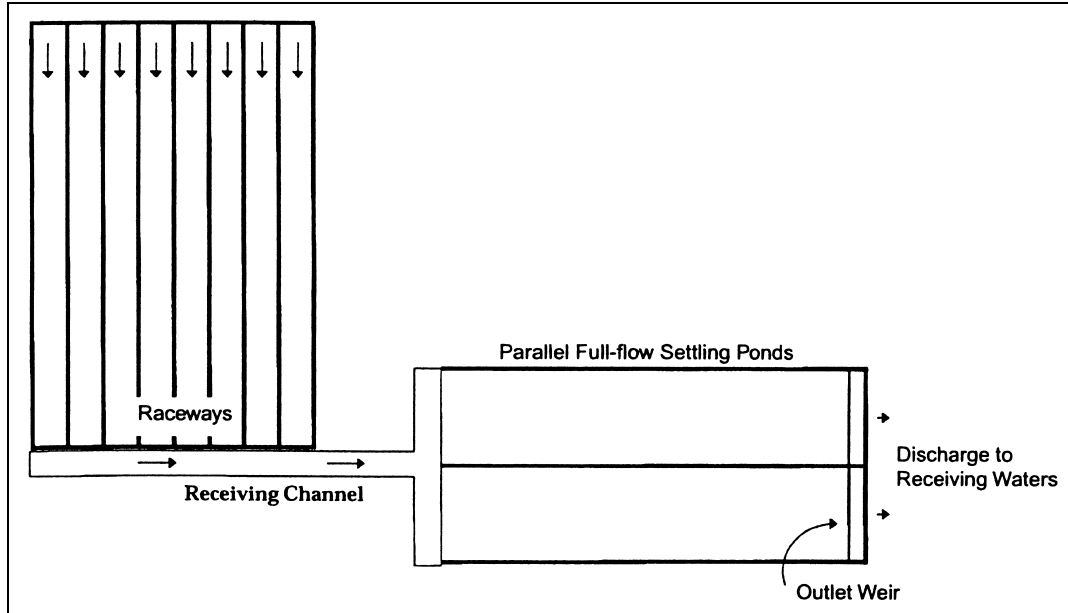 Parallel Full-flow Settling Ponds
Raceways
Discharge to
Receiving Waters
Receiving Channel
Outlet Weir